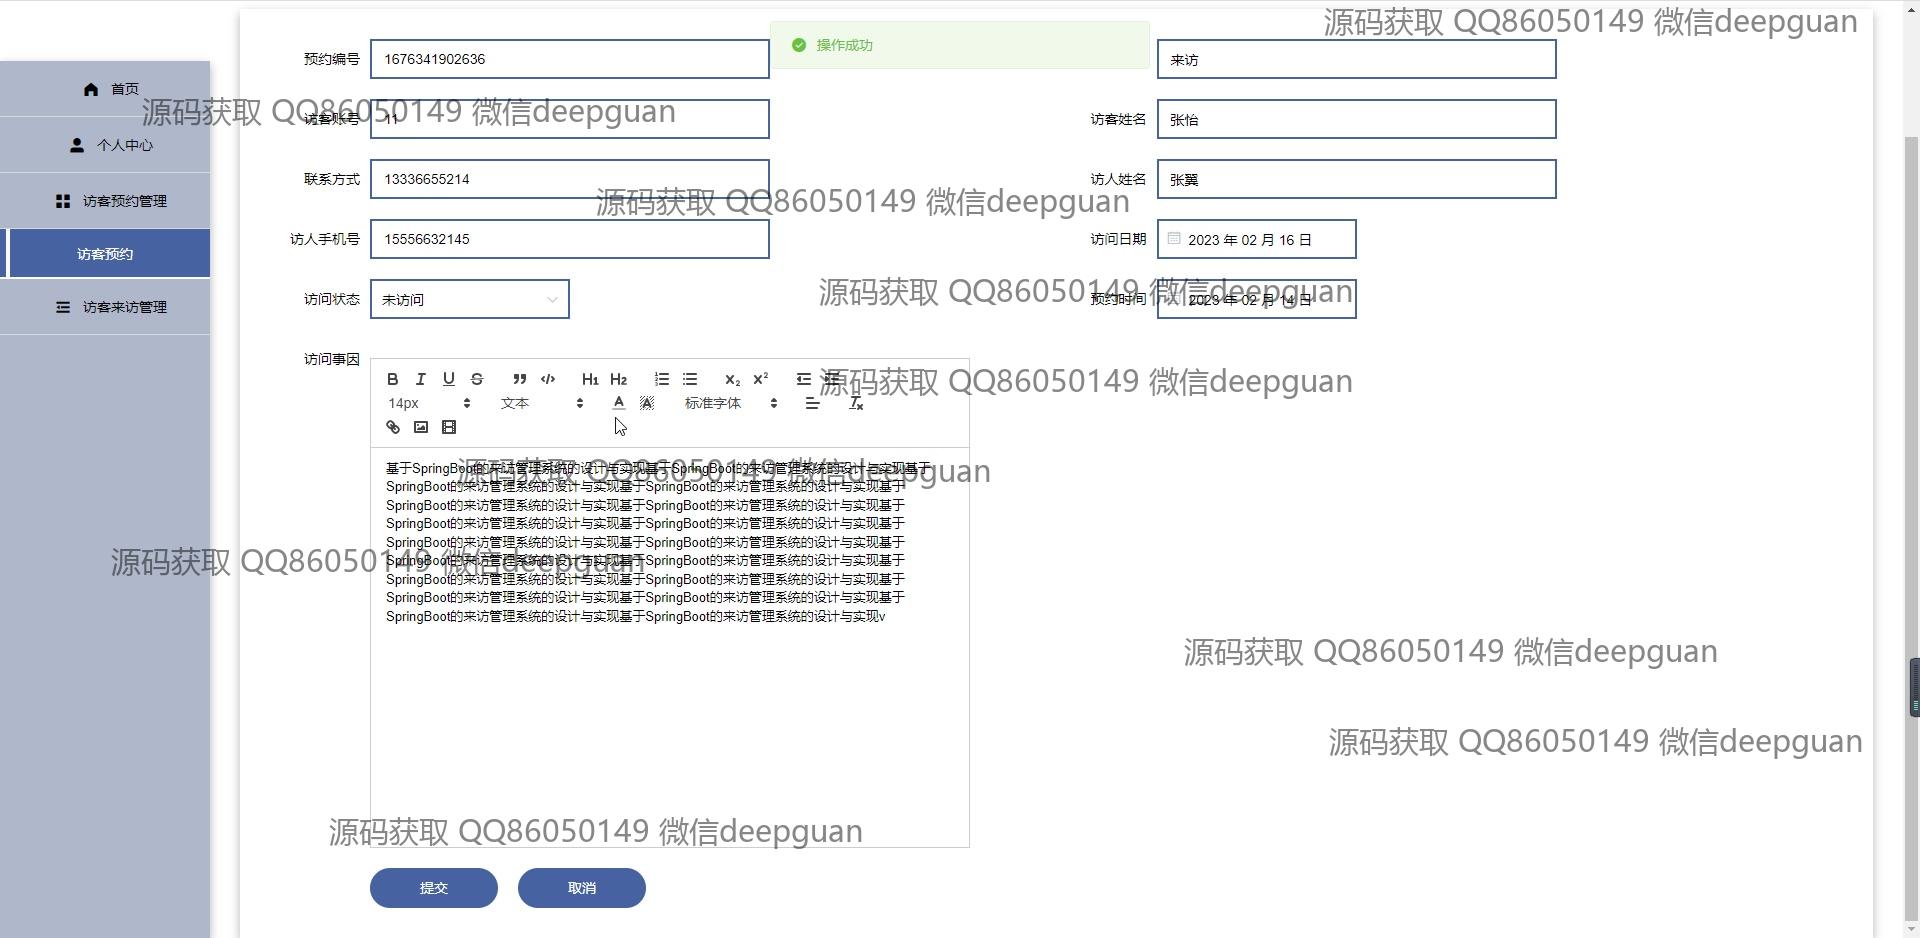 源码获取 QQ86050149 微信deepguan
操作成功
预约编号 1676341902636
来访
首页
源码获取 QQ86050149 微信deepguan
访客账号 11
访客姓名 张怡
个人中心
联系方式 13336655214
访人姓名 张翼
访客预约管理
源码获取 QQ86050149 微信deepguan
访人手机号 15556632145
访问日期 2023 年 02 月 16 日
访客预约
访问状态 未访问
源码获取 QQ86050149 微信deepguan
预约时间 2023 年 02 月 14 日
访客来访管理
访问事因
B I U S H1 H2 X2 X2
源码获取 QQ86050149 微信deepguan
14px 文本 A A 标准字体 Tx
基于SpringBoot的来访管理系统的设计与实现基于SpringBoot的来访管理系统的设计与实现基于
源码获取 QQ86050149 微信deepguan
SpringBoot的来访管理系统的设计与实现基于SpringBoot的来访管理系统的设计与实现基于
SpringBoot的来访管理系统的设计与实现基于SpringBoot的来访管理系统的设计与实现基于
SpringBoot的来访管理系统的设计与实现基于SpringBoot的来访管理系统的设计与实现基于
SpringBoot的来访管理系统的设计与实现基于SpringBoot的来访管理系统的设计与实现基于
SpringBoot的来访管理系统的设计与实现基于SpringBoot的来访管理系统的设计与实现基于
源码获取 QQ86050149 微信deepguan
SpringBoot的来访管理系统的设计与实现基于SpringBoot的来访管理系统的设计与实现基于
SpringBoot的来访管理系统的设计与实现基于SpringBoot的来访管理系统的设计与实现基于
SpringBoot的来访管理系统的设计与实现基于SpringBoot的来访管理系统的设计与实现v
源码获取 QQ86050149 微信deepguan
源码获取 QQ86050149 微信deepguan
源码获取 QQ86050149 微信deepguan
提交
取消